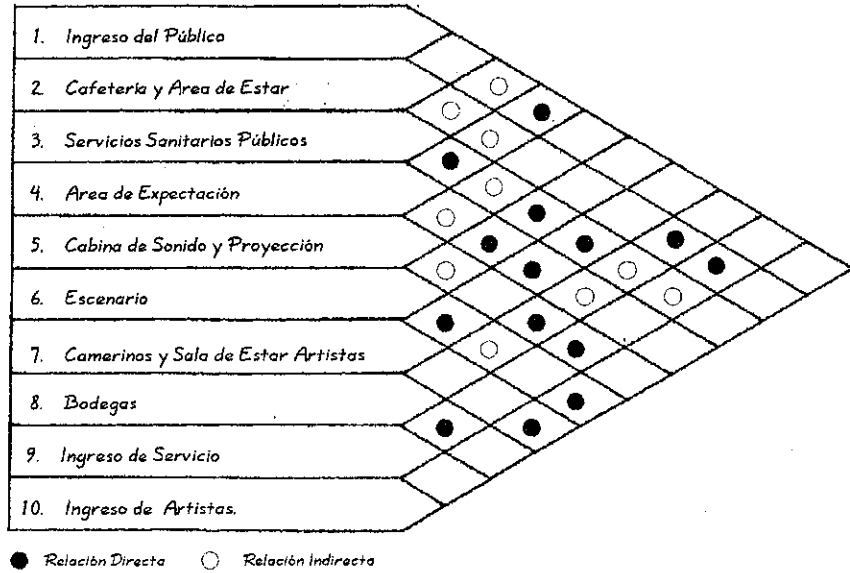 1. Ingreso del Público
2 Cafetería y Area de Estar
3. Servicios Sanitarios Públicos
4. Area de Expectación
5. Cabina de Sonido y Proyección
6. Escenario
7. Camerinos y Sala de Estar Artistas
8. Bodegas
9. Ingreso de Servicio
10. Ingreso de Artistas.
Relación Directa Relación Indirecta